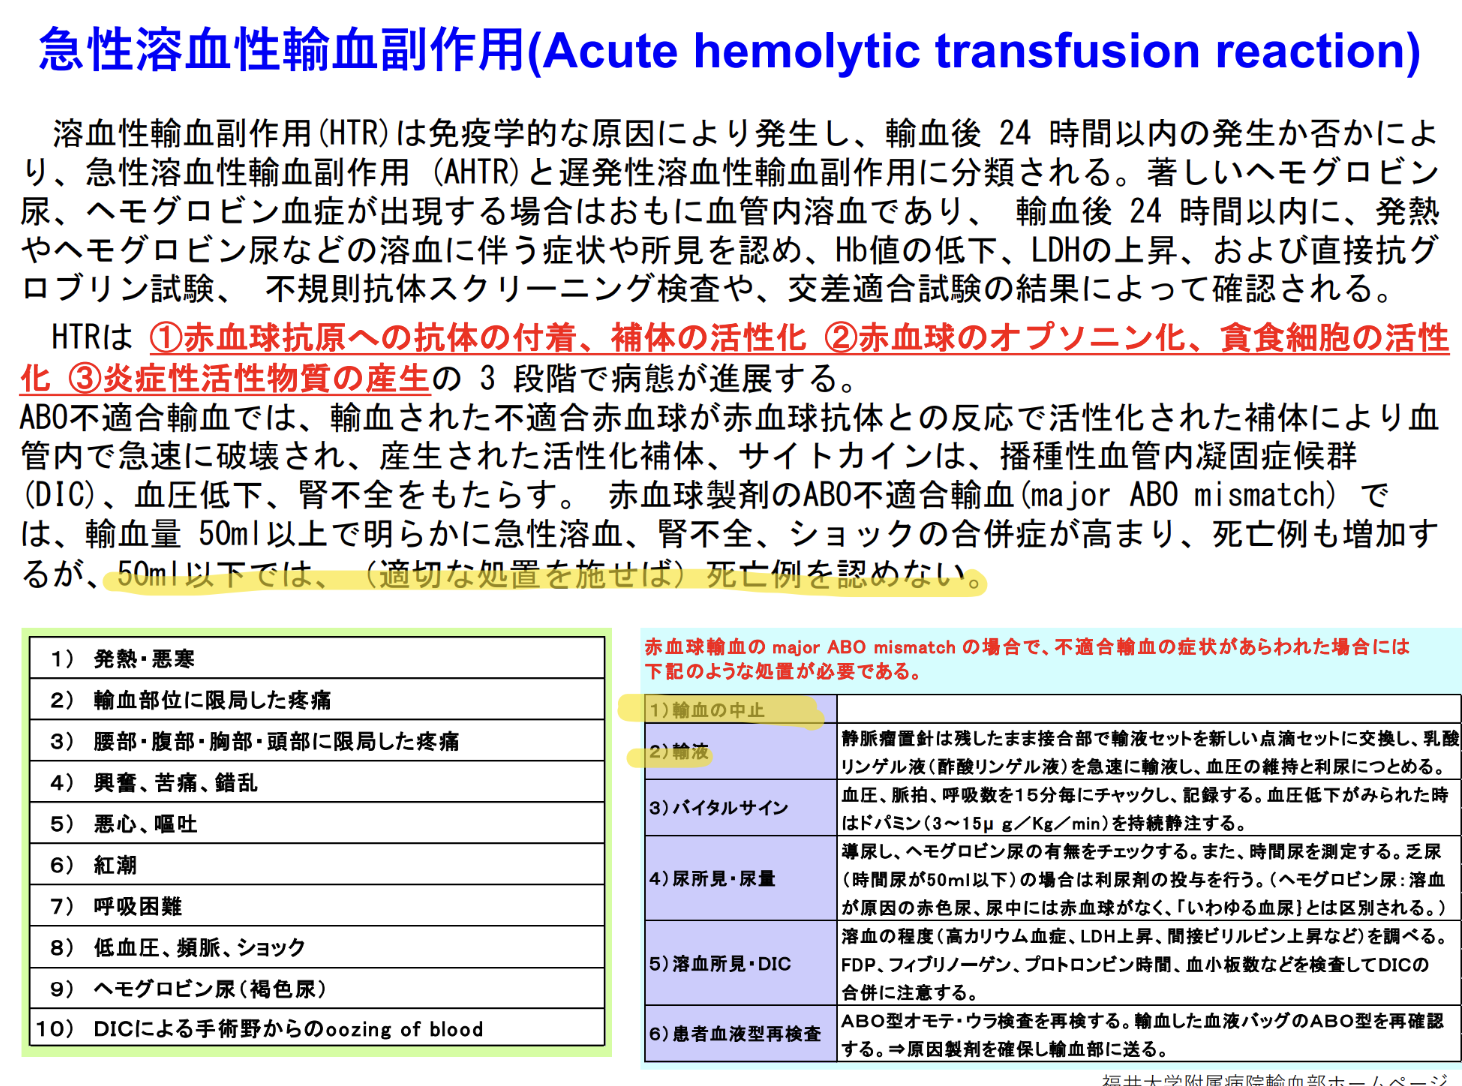 急性溶血性輸血副作用(Acute hemolytic transfusion reaction)
溶血性輸血副作用(HTR)は免疫学的な原因により発生し、輸血後 24 時間以内の発生か否かによ
り、急性溶血性輸血副作用 (AHTR)と遅発性溶血性輸血副作用に分類される。著しいヘモグロビン
尿、ヘモグロビン血症が出現する場合はおもに血管内溶血であり、 輸血後 24 時間以内に、発熱
やヘモグロビン尿などの溶血に伴う症状や所見を認め、Hb値の低下、LDHの上昇、および直接抗グ
ロブリン試験、 不規則抗体スクリーニング検査や、交差適合試験の結果によって確認される。
HTRは ①赤血球抗原への抗体の付着、補体の活性化 ②赤血球のオプソニン化、貪食細胞の活性
化 ③炎症性活性物質の産生の 3 段階で病態が進展する。
ABO不適合輸血では、輸血された不適合赤血球が赤血球抗体との反応で活性化された補体により血
管内で急速に破壊され、産生された活性化補体、サイトカインは、播種性血管内凝固症候群
(DIC)、血圧低下、腎不全をもたらす。 赤血球製剤のABO不適合輸血(major ABO mismatch) で
は、輸血量 50ml以上で明らかに急性溶血、腎不全、ショックの合併症が高まり、死亡例も増加す
るが、50ml以下では、（適切な処置を施せば）死亡例を認めない。
1） 発熱・悪寒
2） 輸血部位に限局した疼痛
3） 腰部・腹部・胸部・頭部に限局した疼痛
4） 興奮、苦痛、錯乱
5） 悪心、嘔吐
6） 紅潮
7） 呼吸困難
8） 低血圧、頻脈、ショック
9） ヘモグロビン尿（褐色尿）
10） DICによる手術野からのoozing of blood
赤血球輸血の major ABO mismatch の場合で、不適合輸血の症状があらわれた場合には
下記のような処置が必要である。
1）輸血の中止
2）輸液
静脈瘤置針は残したまま接合部で輸液セットを新しい点滴セットに交換し、乳酸
リンゲル液（酢酸リンゲル液）を急速に輸液し、血圧の維持と利尿につとめる。
3）バイタルサイン
血圧、脈拍、呼吸数を15分毎にチャックし、記録する。血圧低下がみられた時
はドパミン（3～15μｇ／Kg／min）を持続静注する。
4）尿所見・尿量
導尿し、ヘモグロビン尿の有無をチェックする。また、時間尿を測定する。乏尿
（時間尿が50ml以下）の場合は利尿剤の投与を行う。（ヘモグロビン尿：溶血
が原因の赤色尿、尿中には赤血球がなく、「いわゆる血尿｝とは区別される。）
5）溶血所見・DIC
溶血の程度（高カリウム血症、LDH上昇、間接ビリルビン上昇など）を調べる。
FDP、フィブリノーゲン、プロトロンビン時間、血小板数などを検査してDICの
合併に注意する。
6）患者血液型再検査
ABO型オモテ・ウラ検査を再検する。輸血した血液バッグのABO型を再確認
する。⇒原因製剤を確保し輸血部に送る。
福井大学附属病院輸血部ホームページ